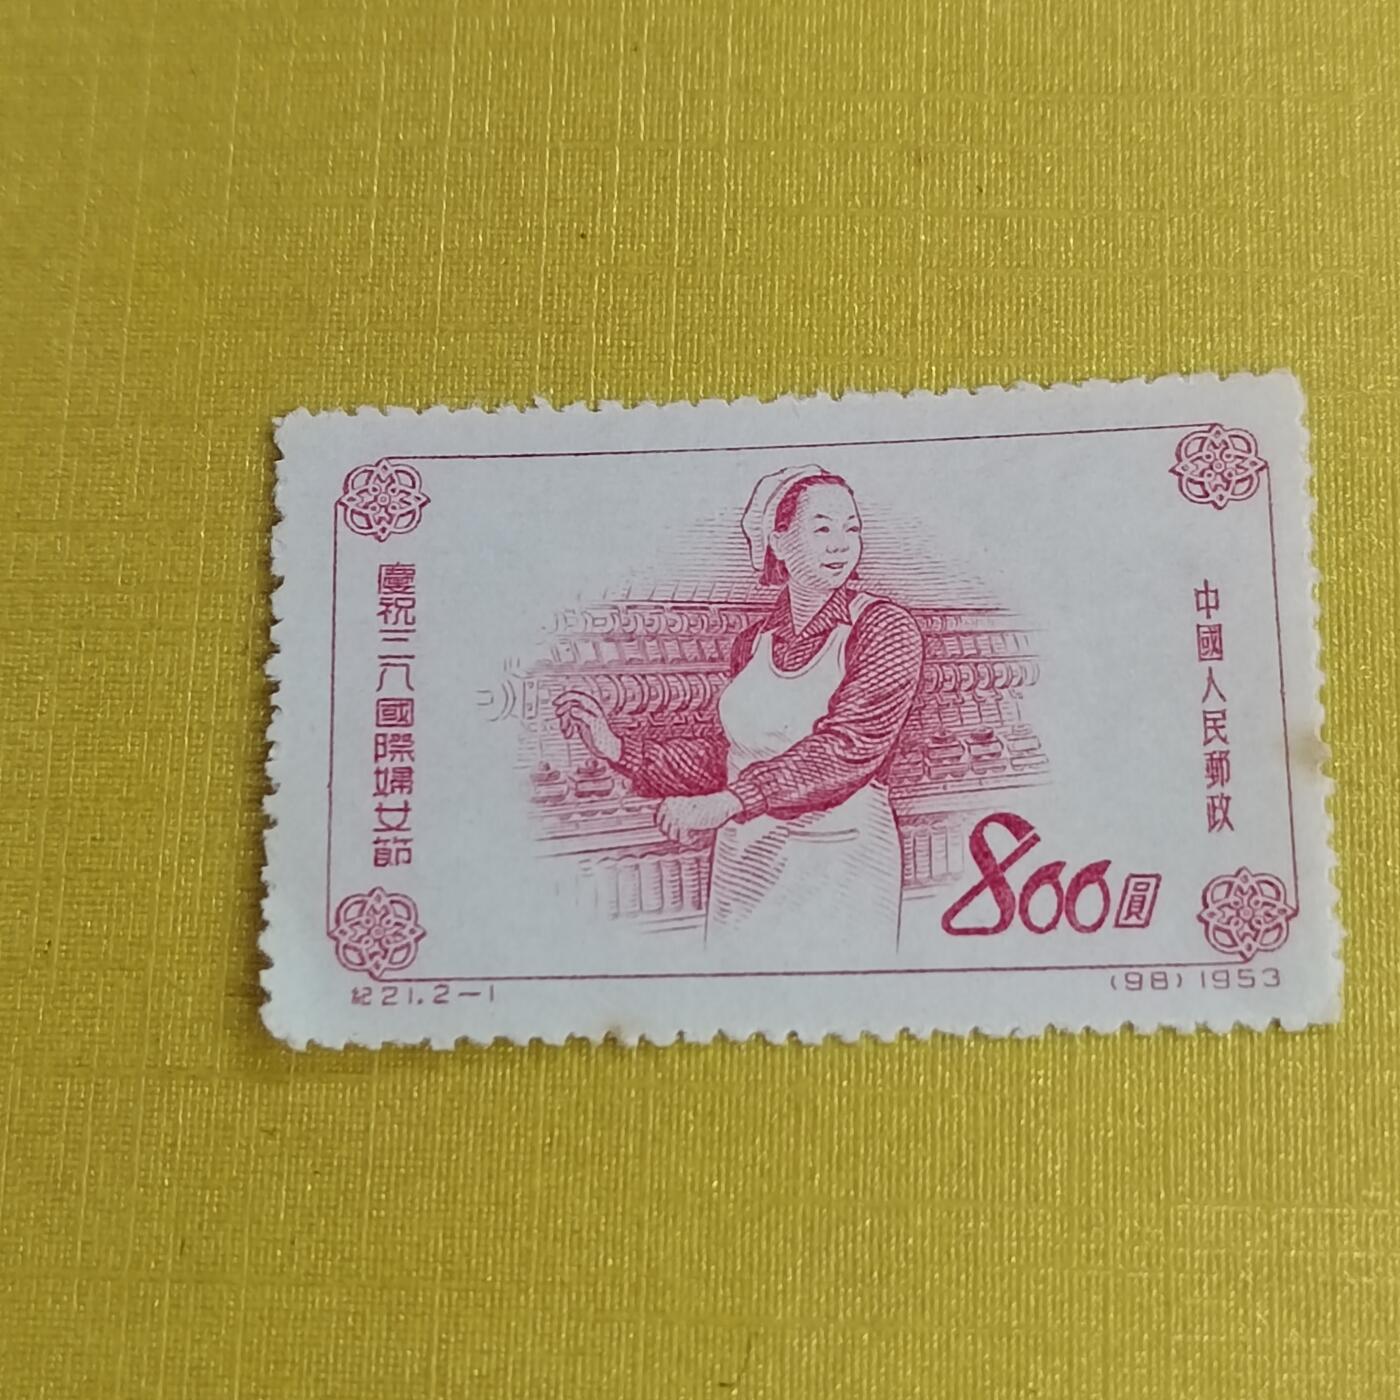 慶祝三八國際婦女節
中國人民郵政
800圓
紀21.2-1
(98)1953